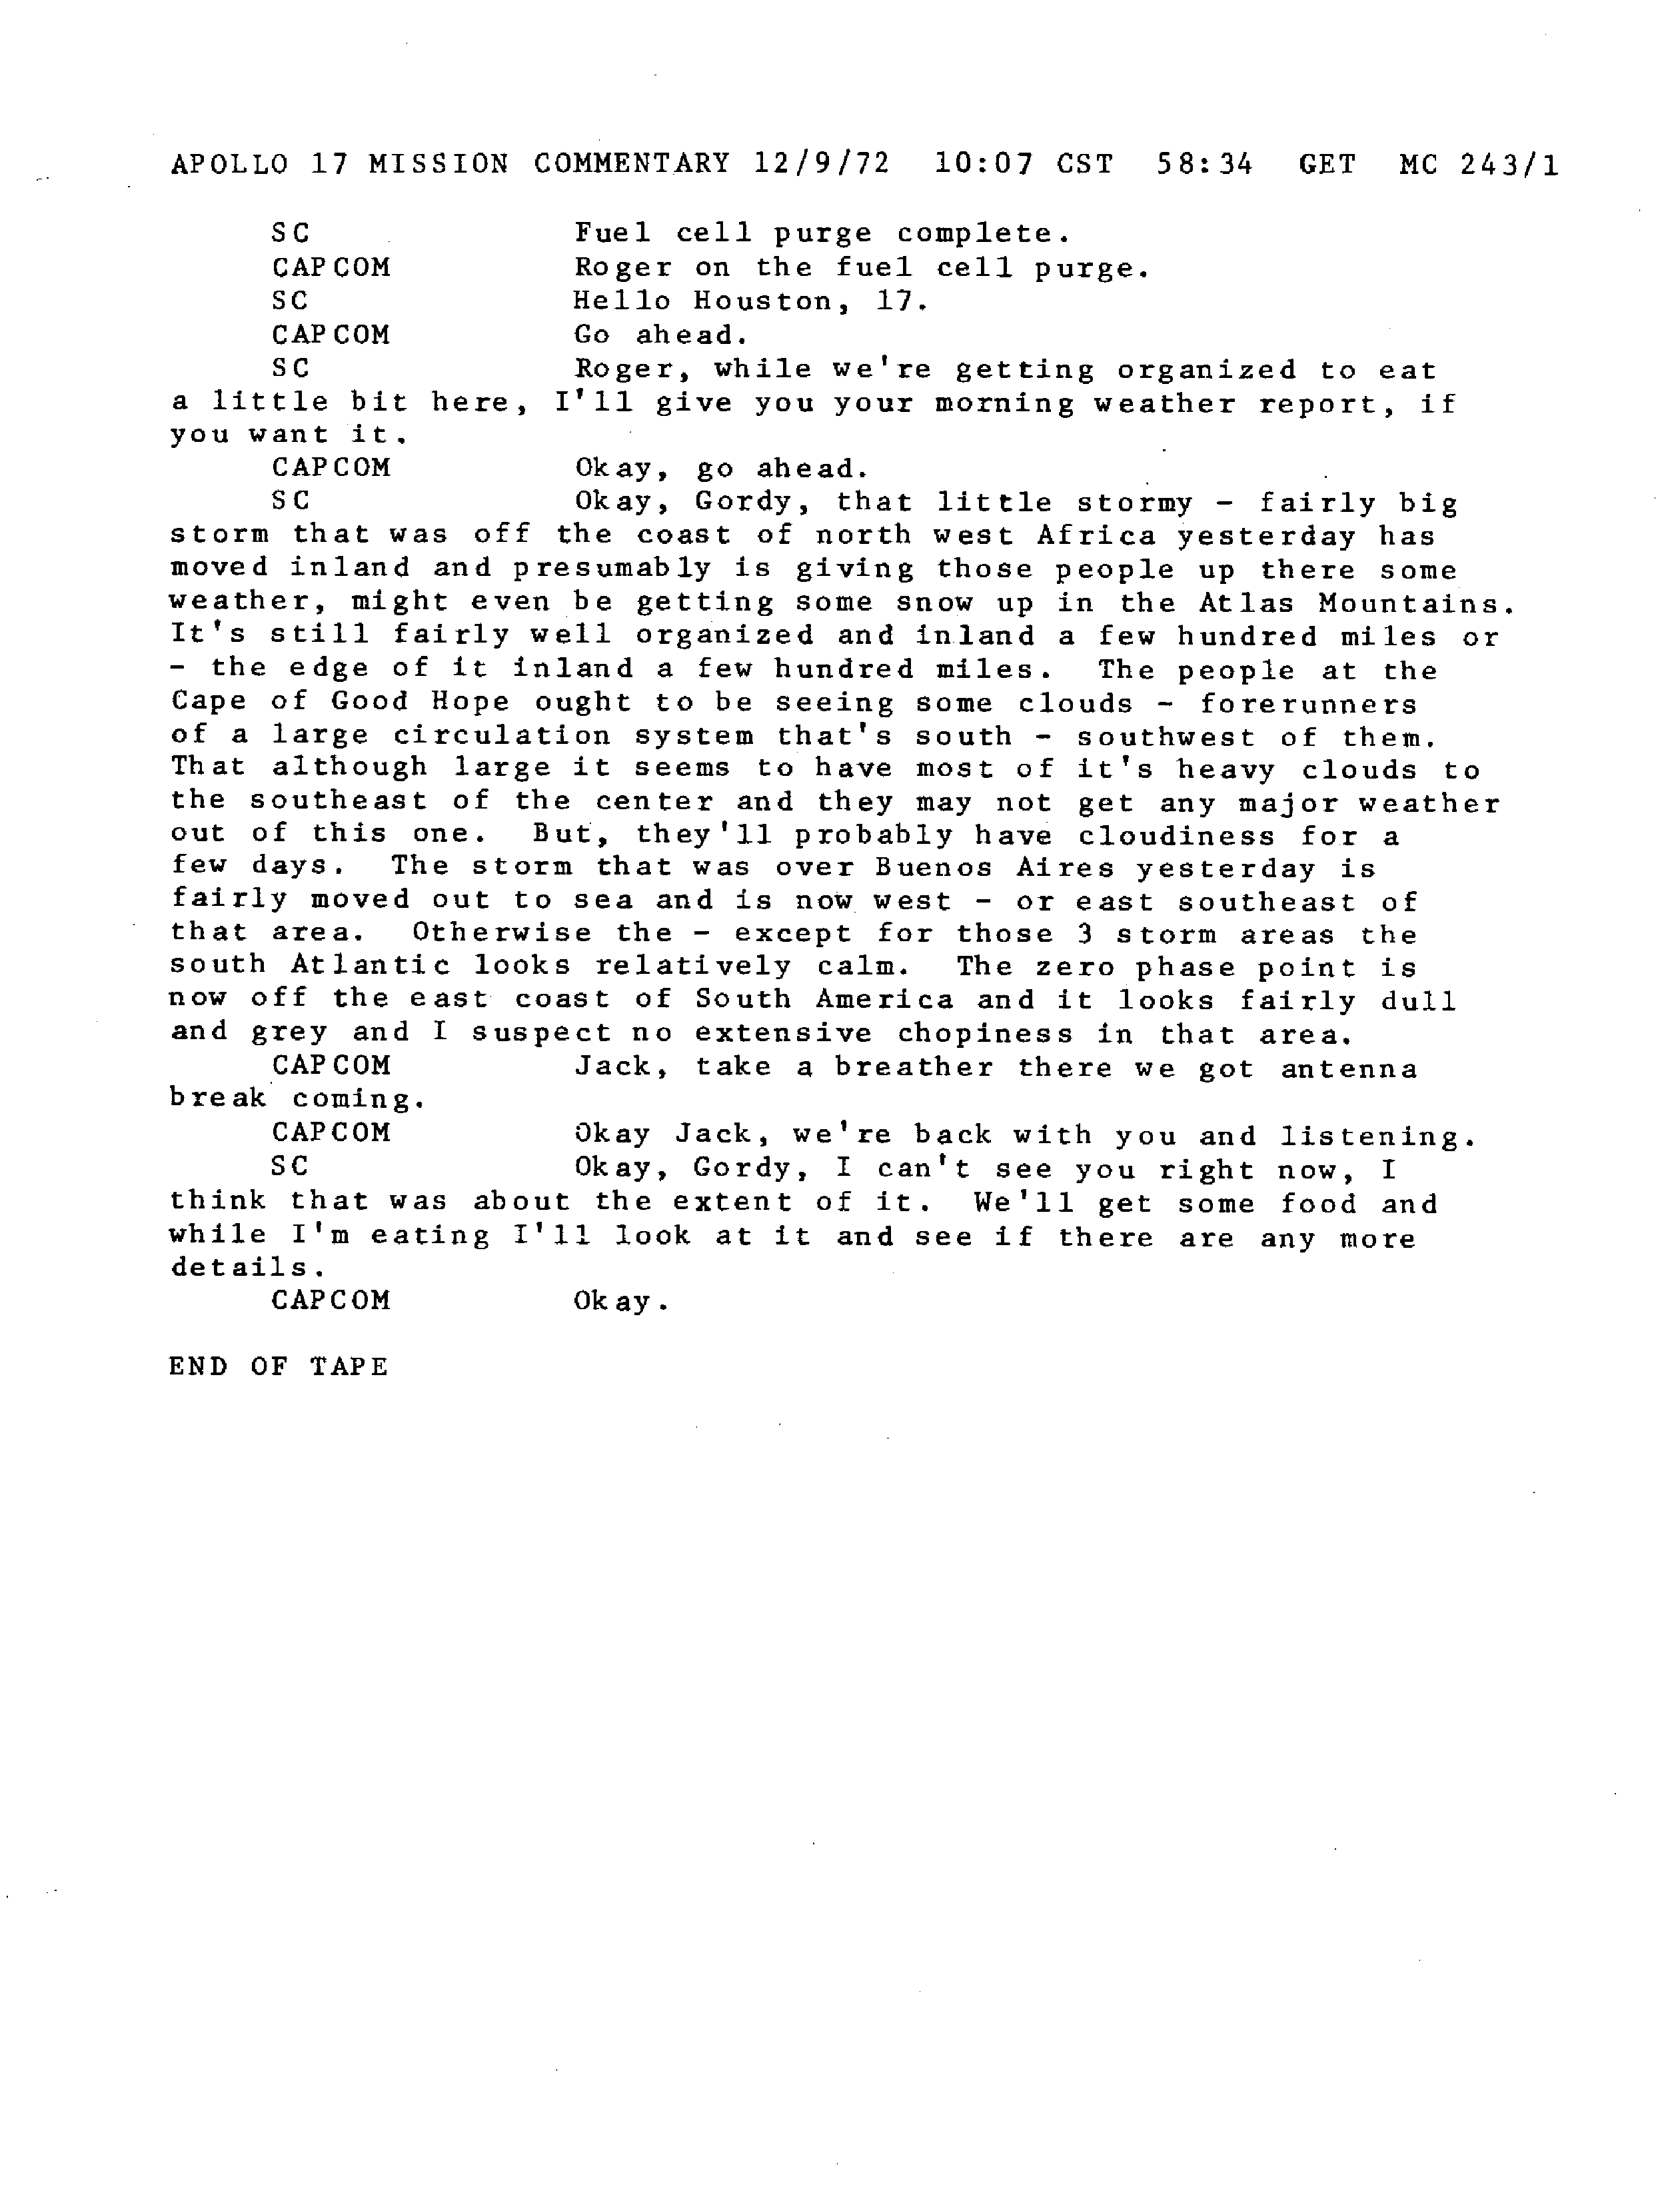 APOLLO 17 MISSION COMMENTARY 12/9/72 10:07 CST 58:34 GET MC 243/1
SC Fuel cell purge complete.
CAPCOM Roger on the fuel cell purge.
SC Hello Houston, 17.
CAPCOM Go ahead.
SC Roger, while we're getting organized to eat
a little bit here, I'll give you your morning weather report, if
you want it.
CAPCOM Okay, go ahead.
SC Okay, Gordy, that little stormy - fairly big
storm that was off the coast of north west Africa yesterday has
moved inland and presumably is giving those people up there some
weather, might even be getting some snow up in the Atlas Mountains.
It's still fairly well organized and inland a few hundred miles or
- the edge of it inland a few hundred miles. The people at the
Cape of Good Hope ought to be seeing some clouds - forerunners
of a large circulation system that's south - southwest of them.
That although large it seems to have most of it's heavy clouds to
the southeast of the center and they may not get any major weather
out of this one. But, they'll probably have cloudiness for a
few days. The storm that was over Buenos Aires yesterday is
fairly moved out to sea and is now west - or east southeast of
that area. Otherwise the - except for those 3 storm areas the
south Atlantic looks relatively calm. The zero phase point is
now off the east coast of South America and it looks fairly dull
and grey and I suspect no extensive chopiness in that area.
CAPCOM Jack, take a breather there we got antenna
break coming.
CAPCOM Okay Jack, we're back with you and listening.
SC Okay, Gordy, I can't see you right now, I
think that was about the extent of it. We'll get some food and
while I'm eating I'll look at it and see if there are any more
details.
CAPCOM Okay.
END OF TAPE